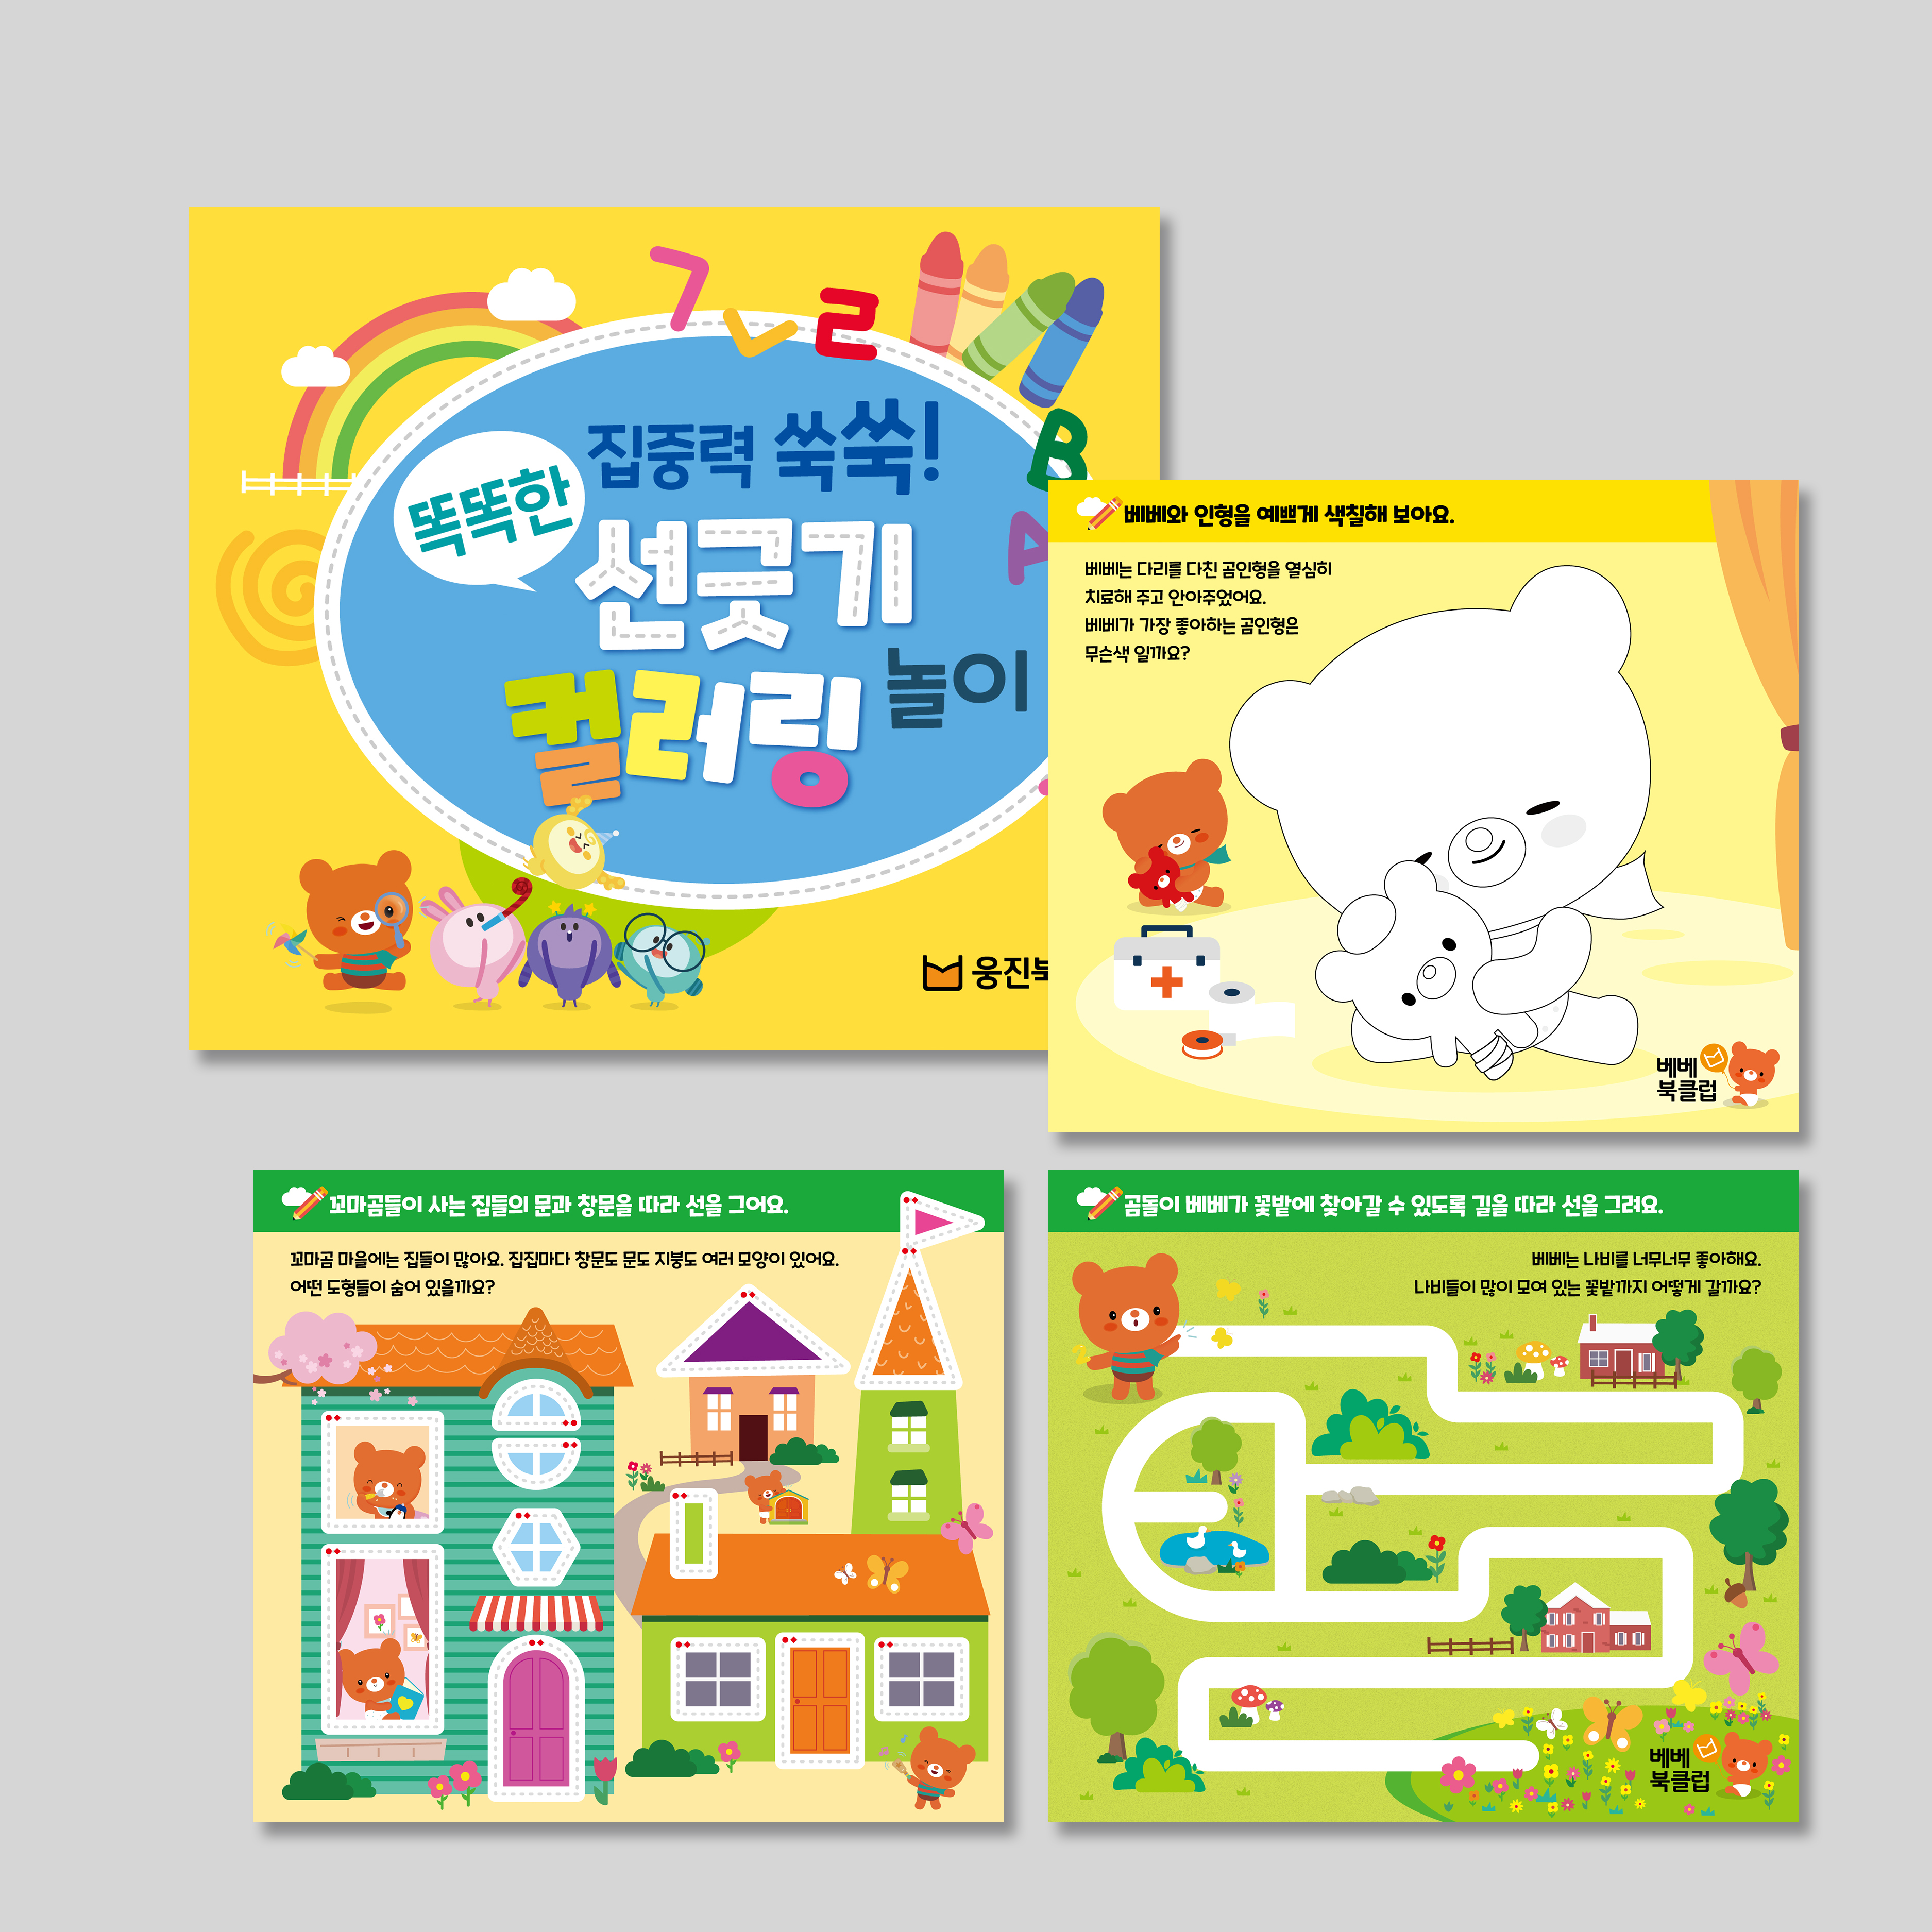 ㄱㄴㄹ
B
A
집중력 쑥쑥!
똑똑한
선긋기
컬러링 놀이
웅진북
베베와 인형을 예쁘게 색칠해 보아요.
베베는 다리를 다친 곰인형을 열심히
치료해 주고 안아주었어요.
베베가 가장 좋아하는 곰인형은
무슨색 일까요?
베베
북클럽
꼬마곰들이 사는 집들의 문과 창문을 따라 선을 그어요.
꼬마곰 마을에는 집들이 많아요. 집집마다 창문도 문도 지붕도 여러 모양이 있어요.
어떤 도형들이 숨어 있을까요?
곰돌이 베베가 꽃밭에 찾아갈 수 있도록 길을 따라 선을 그려요.
베베는 나비를 너무너무 좋아해요.
나비들이 많이 모여 있는 꽃밭까지 어떻게 갈까요?
베베
북클럽